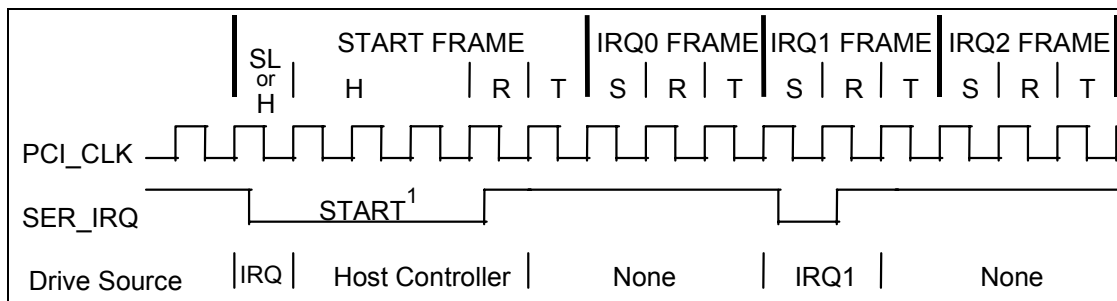 START FRAME IRQ0 FRAME IRQ1 FRAME IRQ2 FRAME
SL
or
H
H R T S R T S R T S R T
PCI_CLK
SER_IRQ START1
Drive Source IRQ Host Controller None IRQ1 None